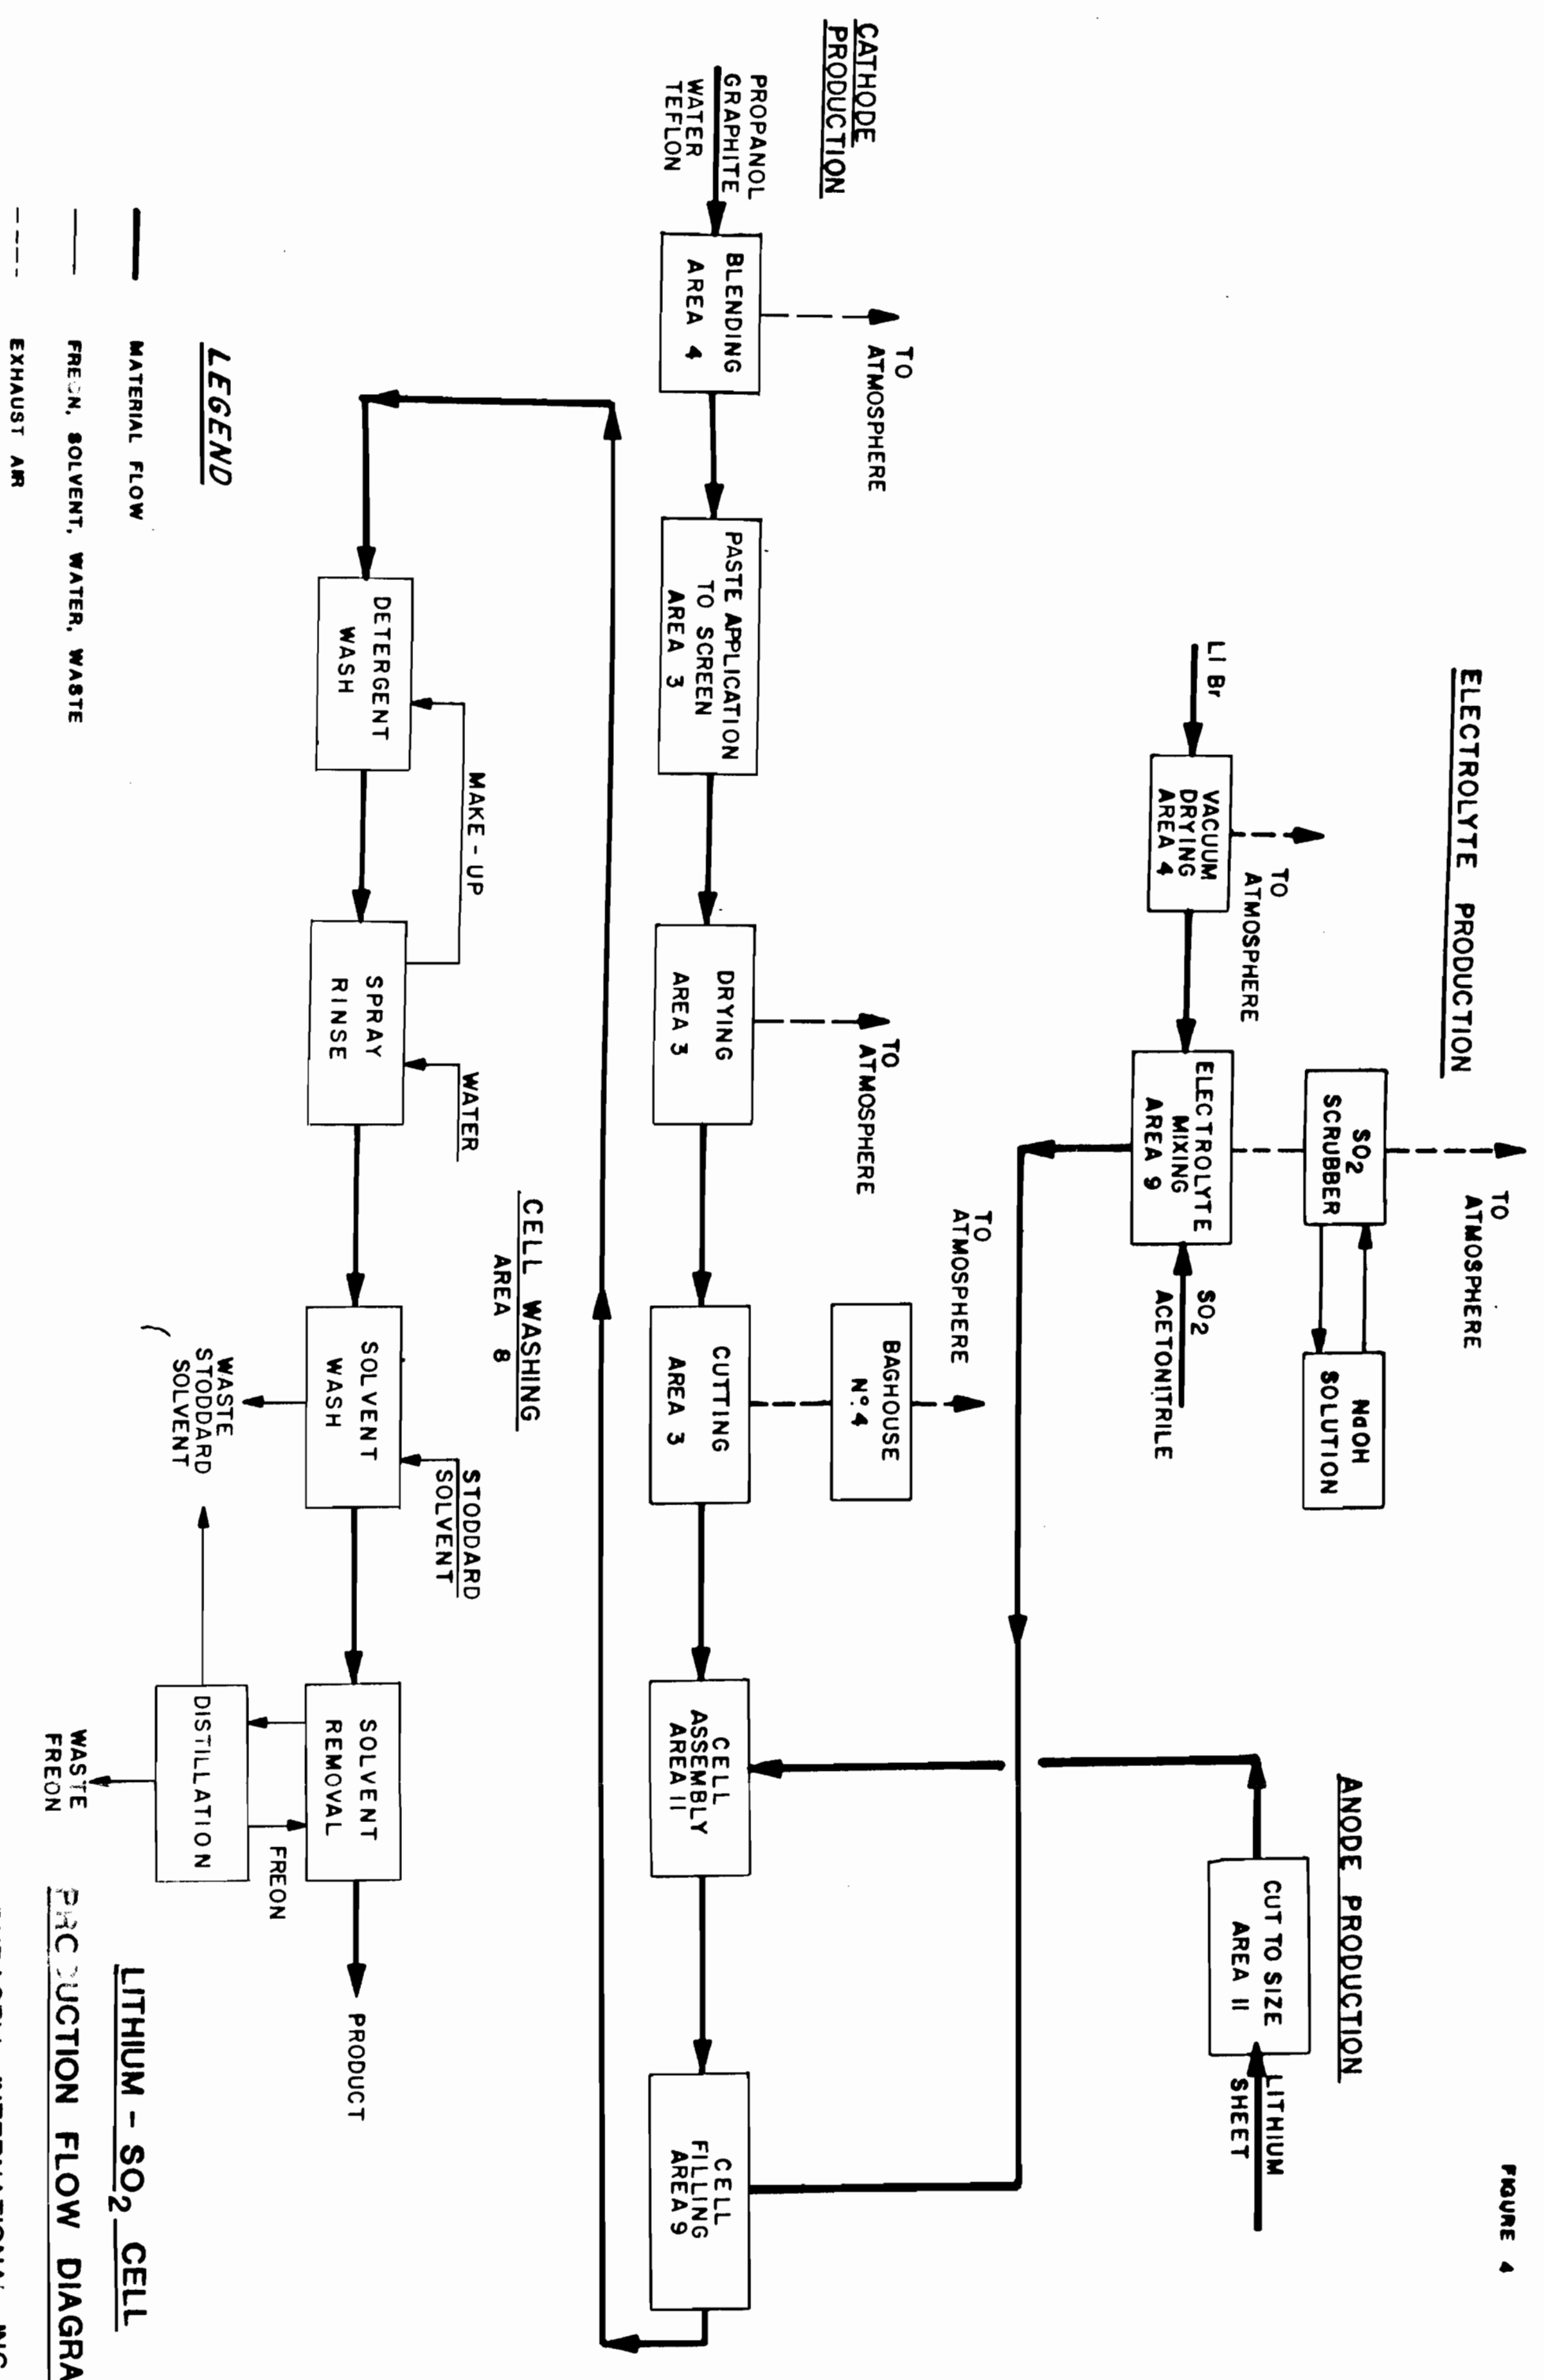 FIGURE 4
ELECTROLYTE PRODUCTION
TO
ATMOSPHERE
SO2
SCRUBBER
NaOH
SOLUTION
ANODE PRODUCTION
LI Br
VACUUM
DRYING
AREA 4
TO
ATMOSPHERE
ELECTROLYTE
MIXING
AREA 9
SO2
ACETONITRILE
CUT TO SIZE
AREA 11
LITHIUM
SHEET
CATHODE
PRODUCTION
PROPANOL
GRAPHITE
WATER
TEFLON
BLENDING
AREA 4
TO
ATMOSPHERE
PASTE APPLICATION
TO SCREEN
AREA 3
DRYING
AREA 3
TO
ATMOSPHERE
CUTTING
AREA 3
BAGHOUSE
Nº.4
TO
ATMOSPHERE
CELL
ASSEMBLY
AREA 11
CELL
FILLING
AREA 9
CELL WASHING
AREA 8
DETERGENT
WASH
MAKE-UP
SPRAY
RINSE
WATER
SOLVENT
WASH
STODDARD
SOLVENT
WASTE
STODDARD
SOLVENT
SOLVENT
REMOVAL
FREON
DISTILLATION
WASTE
FREON
PRODUCT
LEGEND
MATERIAL FLOW
FREON, SOLVENT, WATER, WASTE
EXHAUST AIR
LITHIUM - SO2 CELL
PRODUCTION FLOW DIAGRA